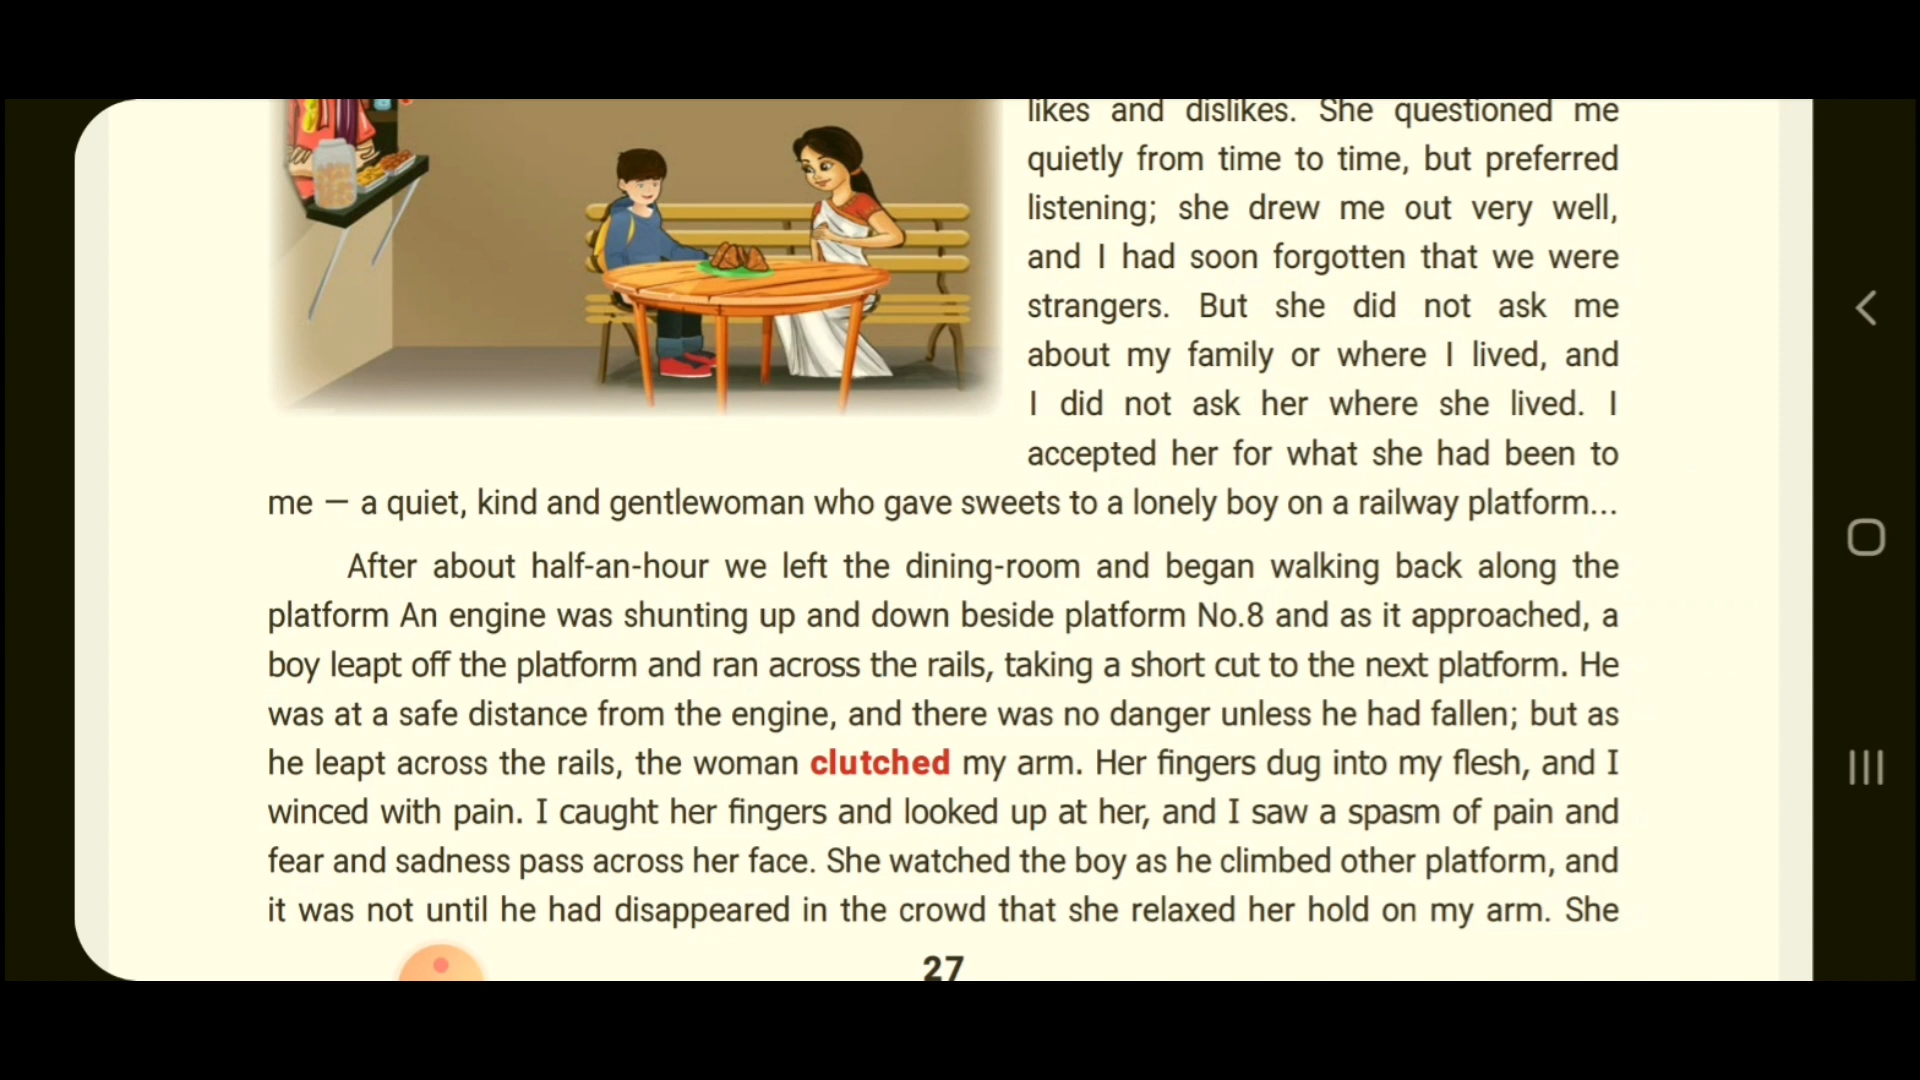 likes and dislikes. She questioned me
quietly from time to time, but preferred
listening; she drew me out very well,
and I had soon forgotten that we were
strangers. But she did not ask me
about my family or where I lived, and
I did not ask her where she lived. I
accepted her for what she had been to
me — a quiet, kind and gentlewoman who gave sweets to a lonely boy on a railway platform...
After about half-an-hour we left the dining-room and began walking back along the
platform An engine was shunting up and down beside platform No.8 and as it approached, a
boy leapt off the platform and ran across the rails, taking a short cut to the next platform. He
was at a safe distance from the engine, and there was no danger unless he had fallen; but as
he leapt across the rails, the woman clutched my arm. Her fingers dug into my flesh, and I
winced with pain. I caught her fingers and looked up at her, and I saw a spasm of pain and
fear and sadness pass across her face. She watched the boy as he climbed other platform, and
it was not until he had disappeared in the crowd that she relaxed her hold on my arm. She
27